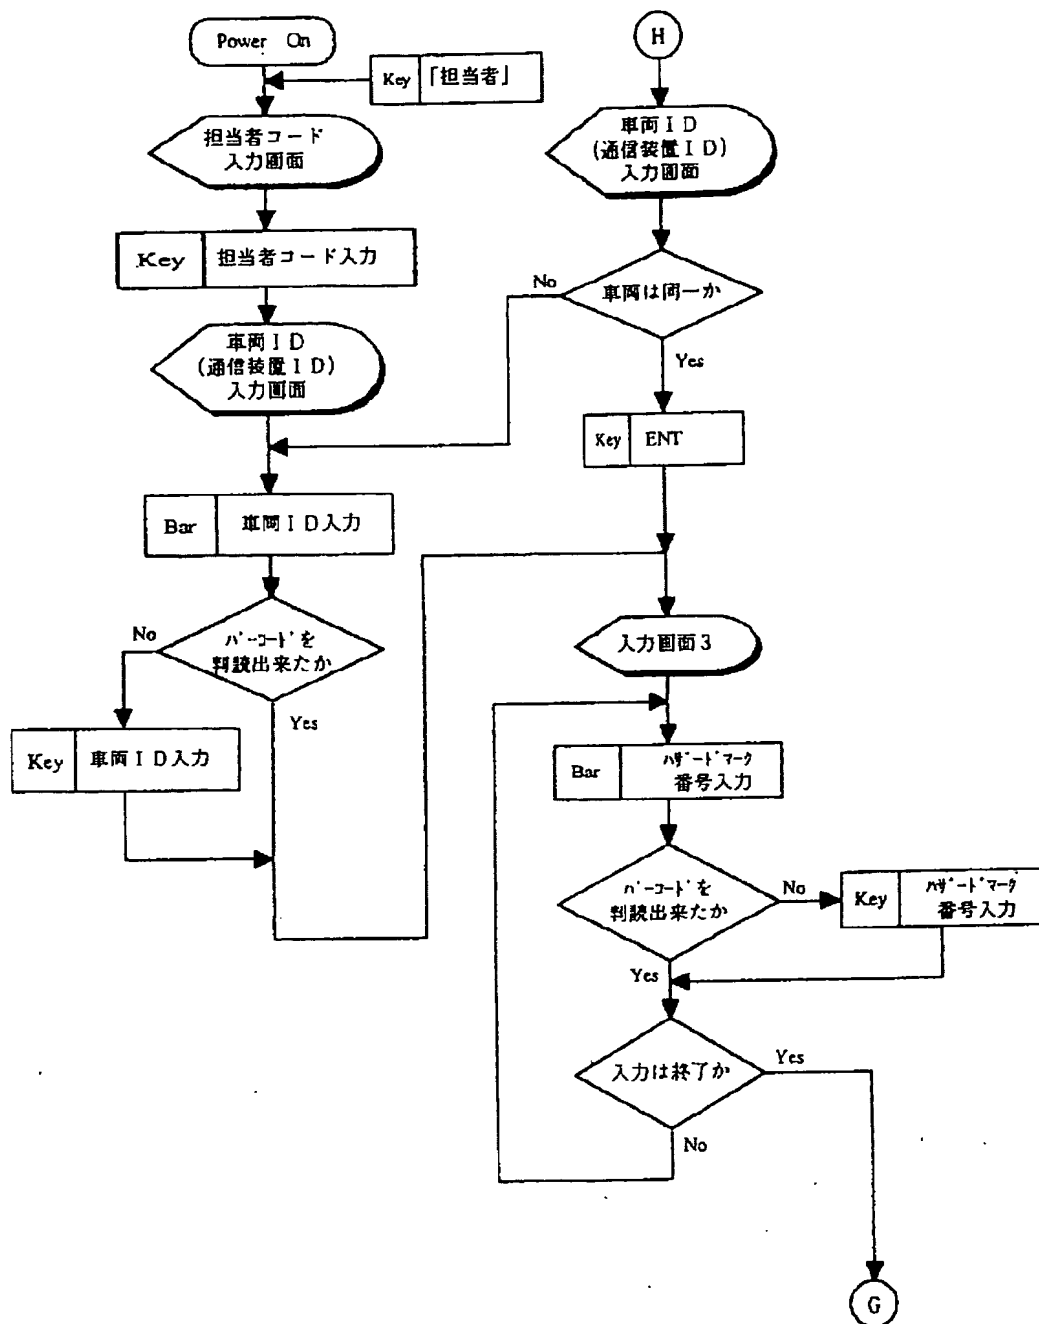 Power On
Key 「担当者」
担当者コード
入力画面
Key 担当者コード入力
車両ID
(通信装置ID)
入力画面
Bar 車両ID入力
バーコードを
判読出来たか
No
Yes
Key 車両ID入力
H
車両ID
(通信装置ID)
入力画面
車両は同一か
No
Yes
Key ENT
入力画面3
Bar ハザードマーク
番号入力
バーコードを
判読出来たか
No
Key ハザードマーク
番号入力
Yes
入力は終了か
Yes
No
G